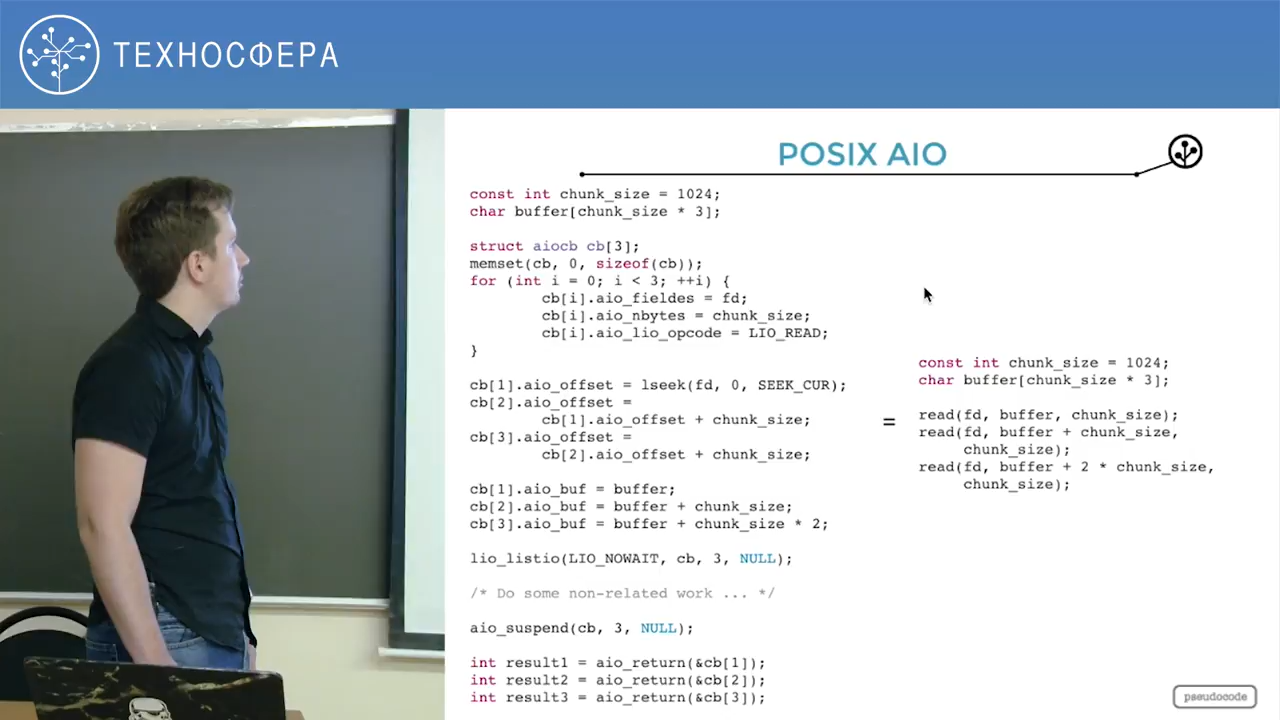 ТЕХНОСФЕРА
POSIX AIO
const int chunk_size = 1024;
char buffer[chunk_size * 3];
struct aiocb cb[3];
memset(cb, 0, sizeof(cb));
for (int i = 0; i < 3; ++i) {
cb[i].aio_fieldes = fd;
cb[i].aio_nbytes = chunk_size;
cb[i].aio_lio_opcode = LIO_READ;
}
cb[1].aio_offset = lseek(fd, 0, SEEK_CUR);
cb[2].aio_offset =
cb[1].aio_offset + chunk_size;
cb[3].aio_offset =
cb[2].aio_offset + chunk_size;
cb[1].aio_buf = buffer;
cb[2].aio_buf = buffer + chunk_size;
cb[3].aio_buf = buffer + chunk_size * 2;
lio_listio(LIO_NOWAIT, cb, 3, NULL);
/* Do some non-related work ... */
aio_suspend(cb, 3, NULL);
int result1 = aio_return(&cb[1]);
int result2 = aio_return(&cb[2]);
int result3 = aio_return(&cb[3]);
=
const int chunk_size = 1024;
char buffer[chunk_size * 3];
read(fd, buffer, chunk_size);
read(fd, buffer + chunk_size,
chunk_size);
read(fd, buffer + 2 * chunk_size,
chunk_size);
pseudocode